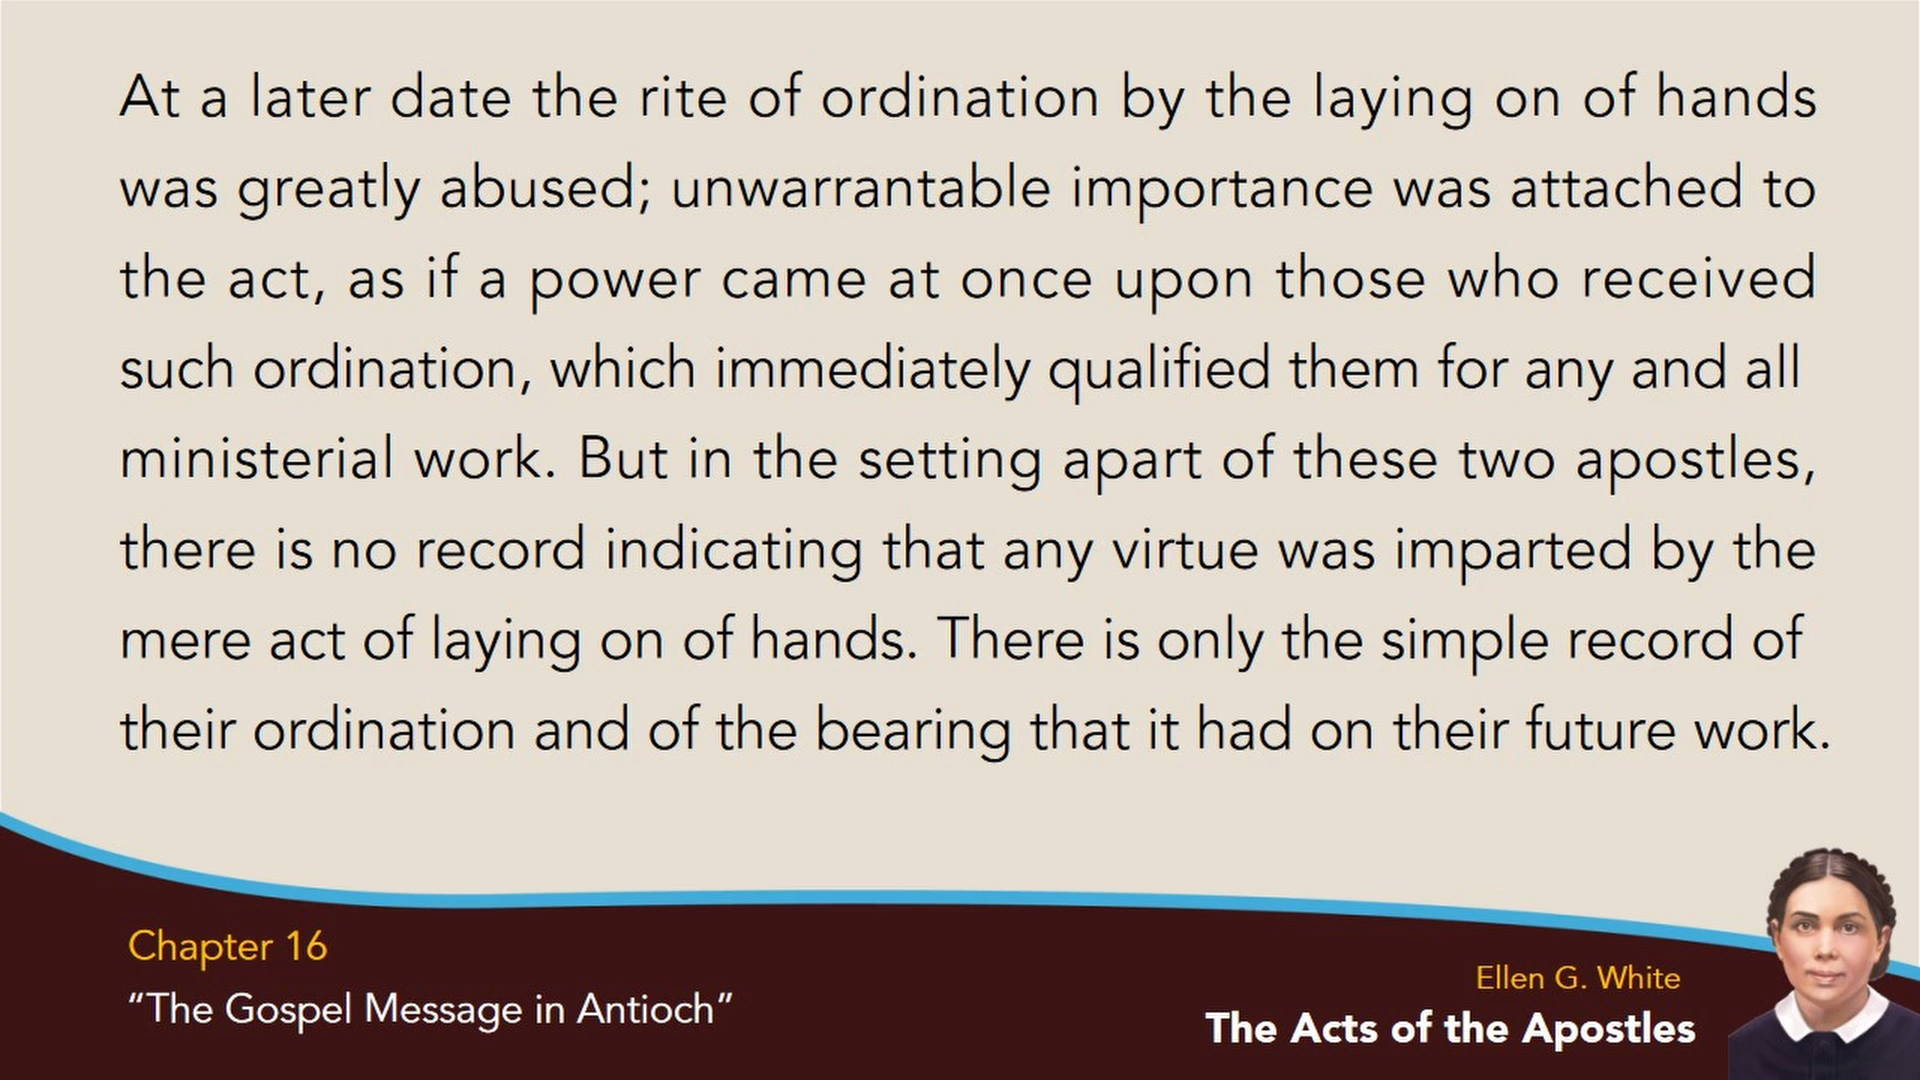 At a later date the rite of ordination by the laying on of hands
was greatly abused; unwarrantable importance was attached to
the act, as if a power came at once upon those who received
such ordination, which immediately qualified them for any and all
ministerial work. But in the setting apart of these two apostles,
there is no record indicating that any virtue was imparted by the
mere act of laying on of hands. There is only the simple record of
their ordination and of the bearing that it had on their future work.
Chapter 16
“The Gospel Message in Antioch”
Ellen G. White
The Acts of the Apostles